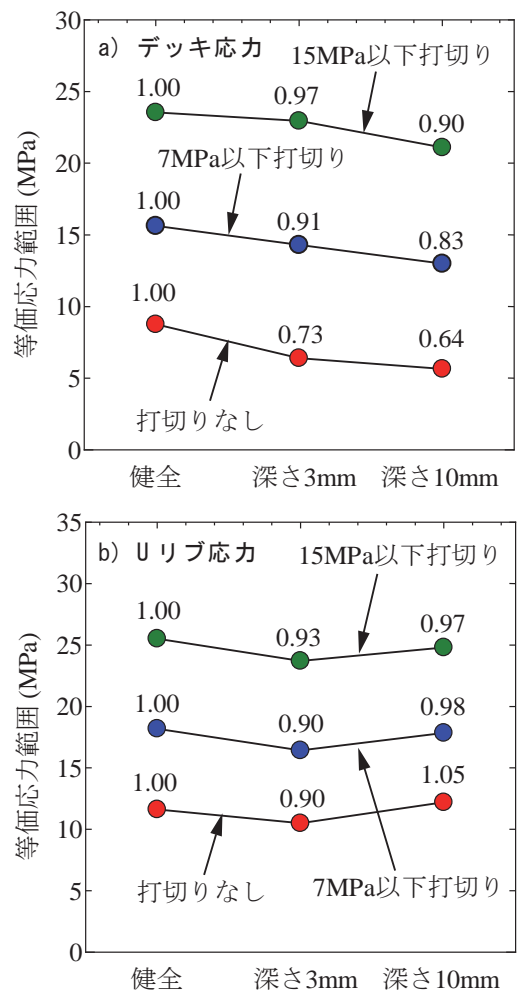 a) デッキ応力
15MPa以下打切り
1.00
0.97
0.90
7MPa以下打切り
1.00
0.91
0.83
1.00
0.73
0.64
打切りなし
等価応力範囲 (MPa)
30
25
20
15
10
5
0
健全 深さ3mm 深さ10mm
b) Uリブ応力
15MPa以下打切り
1.00
0.93
0.97
1.00
0.90
0.98
1.00
0.90
1.05
打切りなし
7MPa以下打切り
等価応力範囲 (MPa)
35
30
25
20
15
10
5
0
健全 深さ3mm 深さ10mm